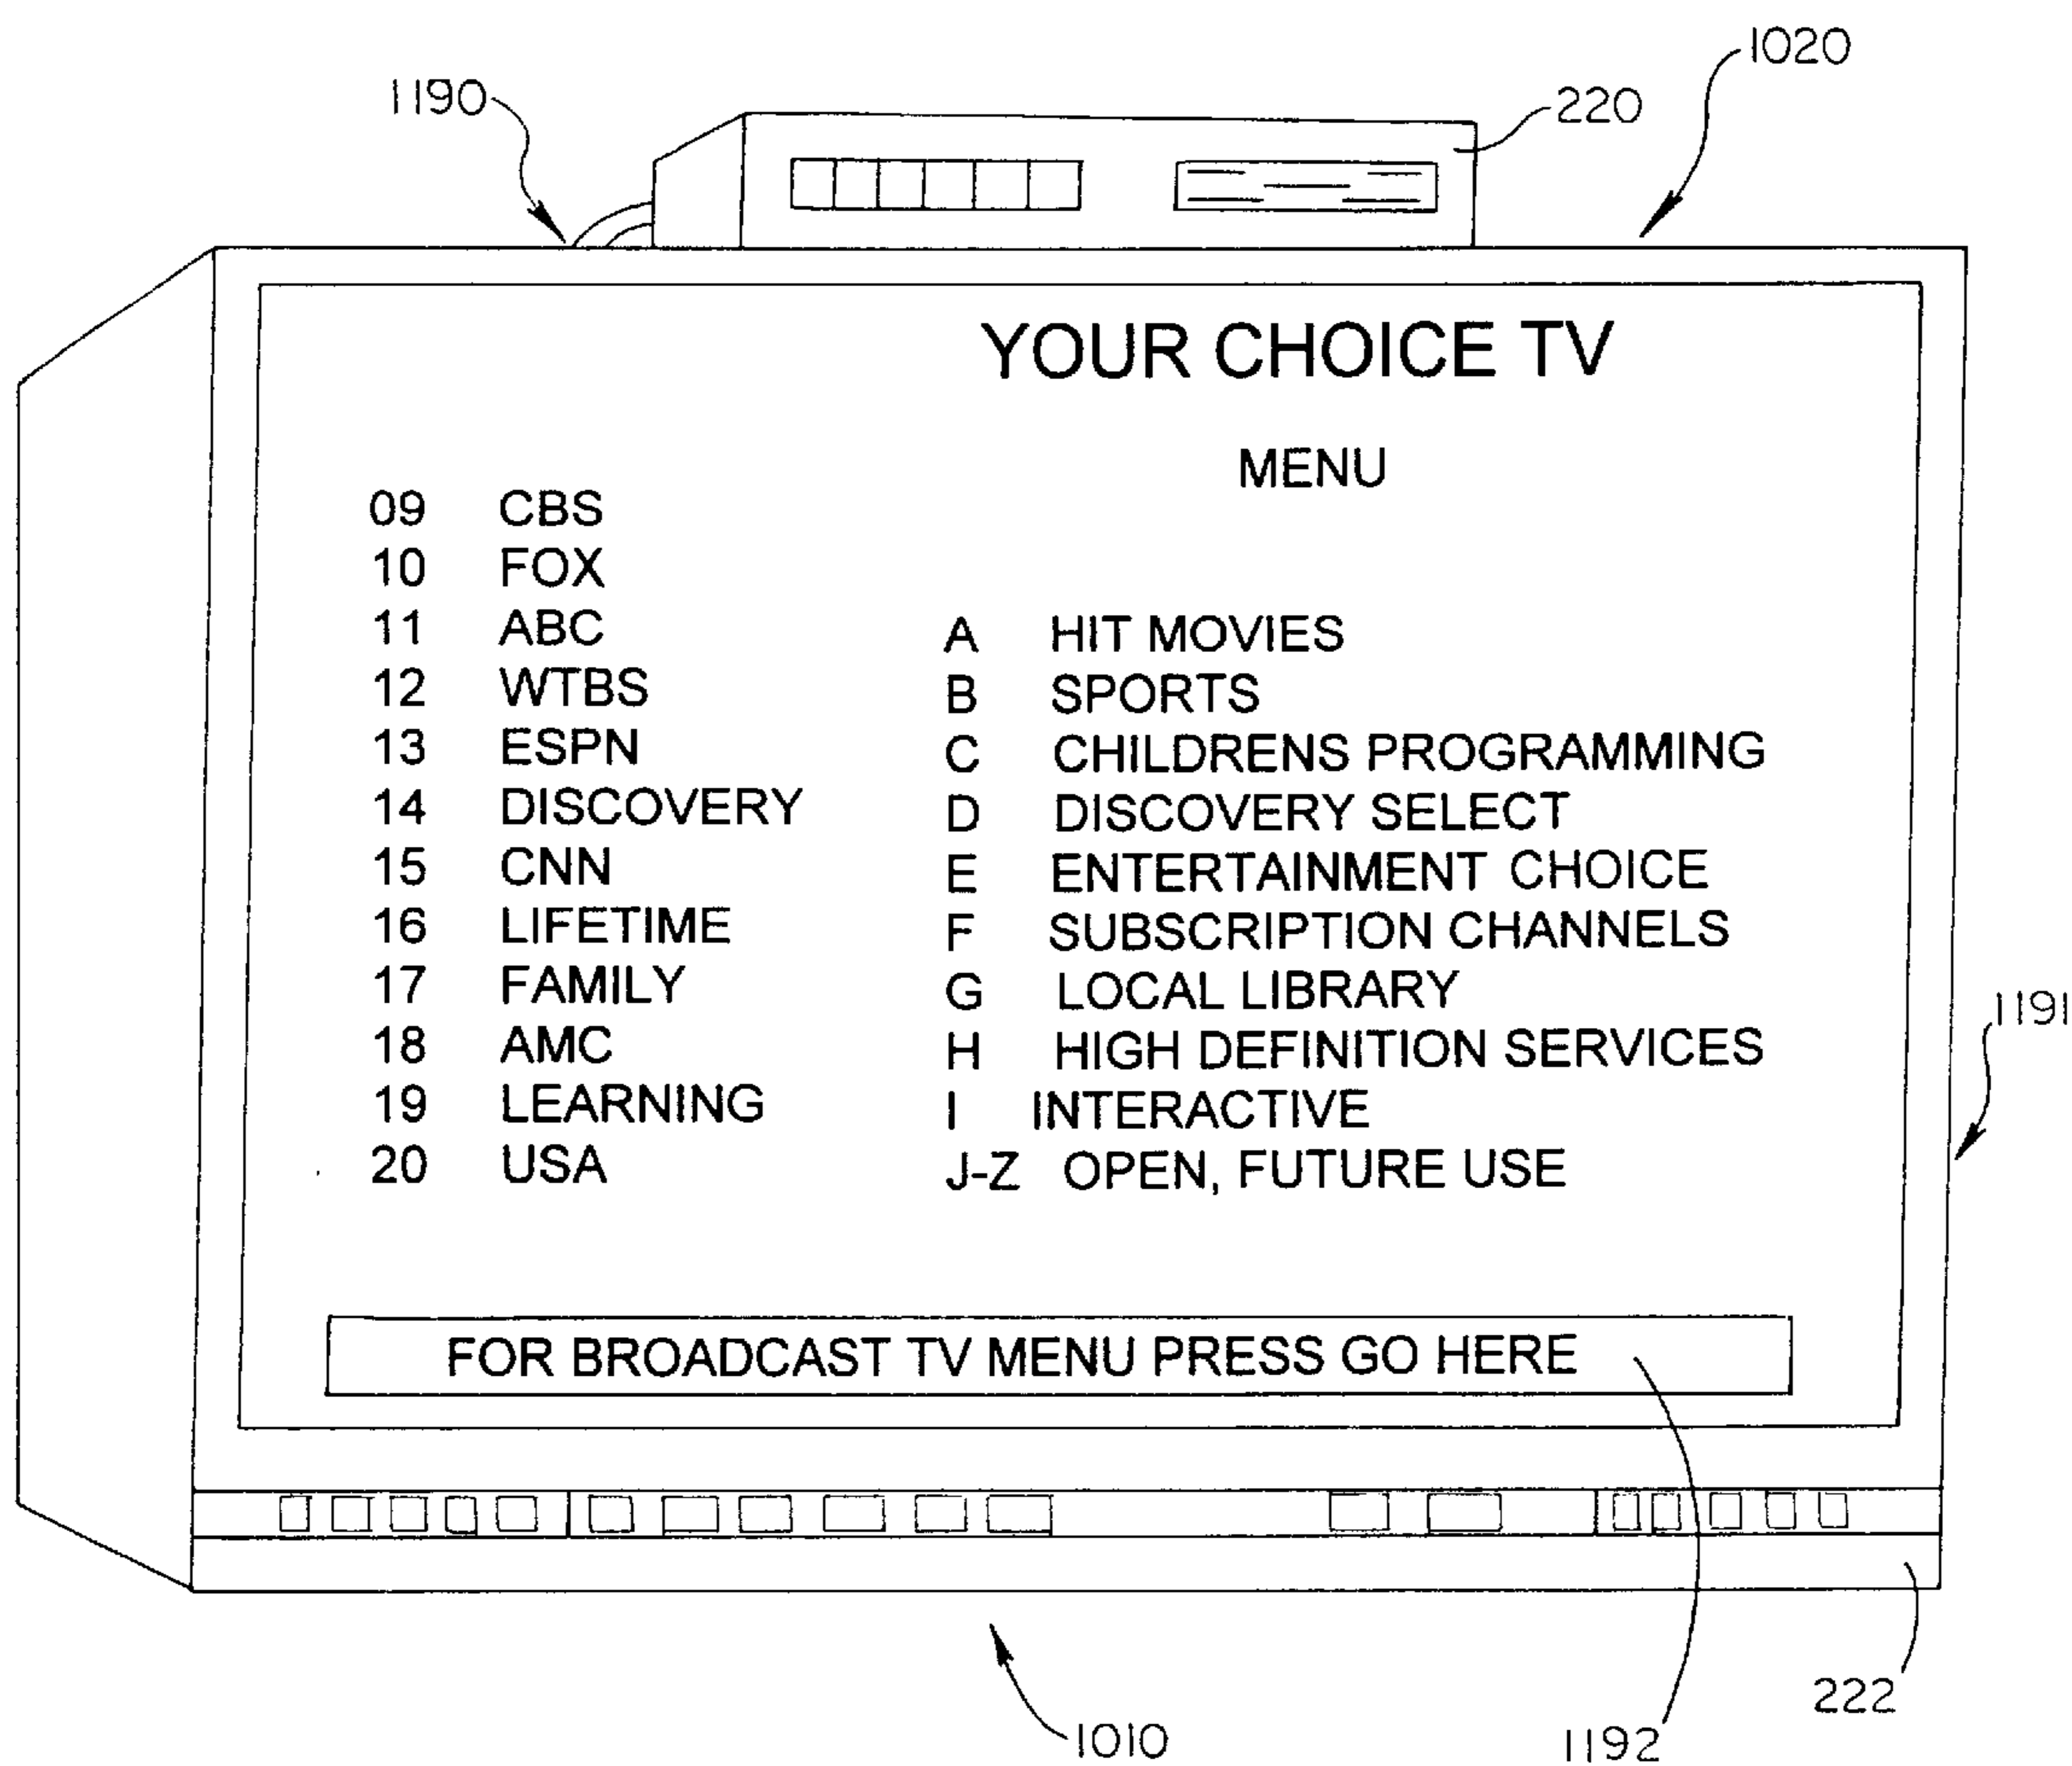 1020
1190
220
YOUR CHOICE TV
MENU
09 CBS
10 FOX
11 ABC
12 WTBS
13 ESPN
14 DISCOVERY
15 CNN
16 LIFETIME
17 FAMILY
18 AMC
19 LEARNING
20 USA
A HIT MOVIES
B SPORTS
C CHILDRENS PROGRAMMING
D DISCOVERY SELECT
E ENTERTAINMENT CHOICE
F SUBSCRIPTION CHANNELS
G LOCAL LIBRARY
H HIGH DEFINITION SERVICES
I INTERACTIVE
J-Z OPEN, FUTURE USE
1191
FOR BROADCAST TV MENU PRESS GO HERE
222
1010
1192